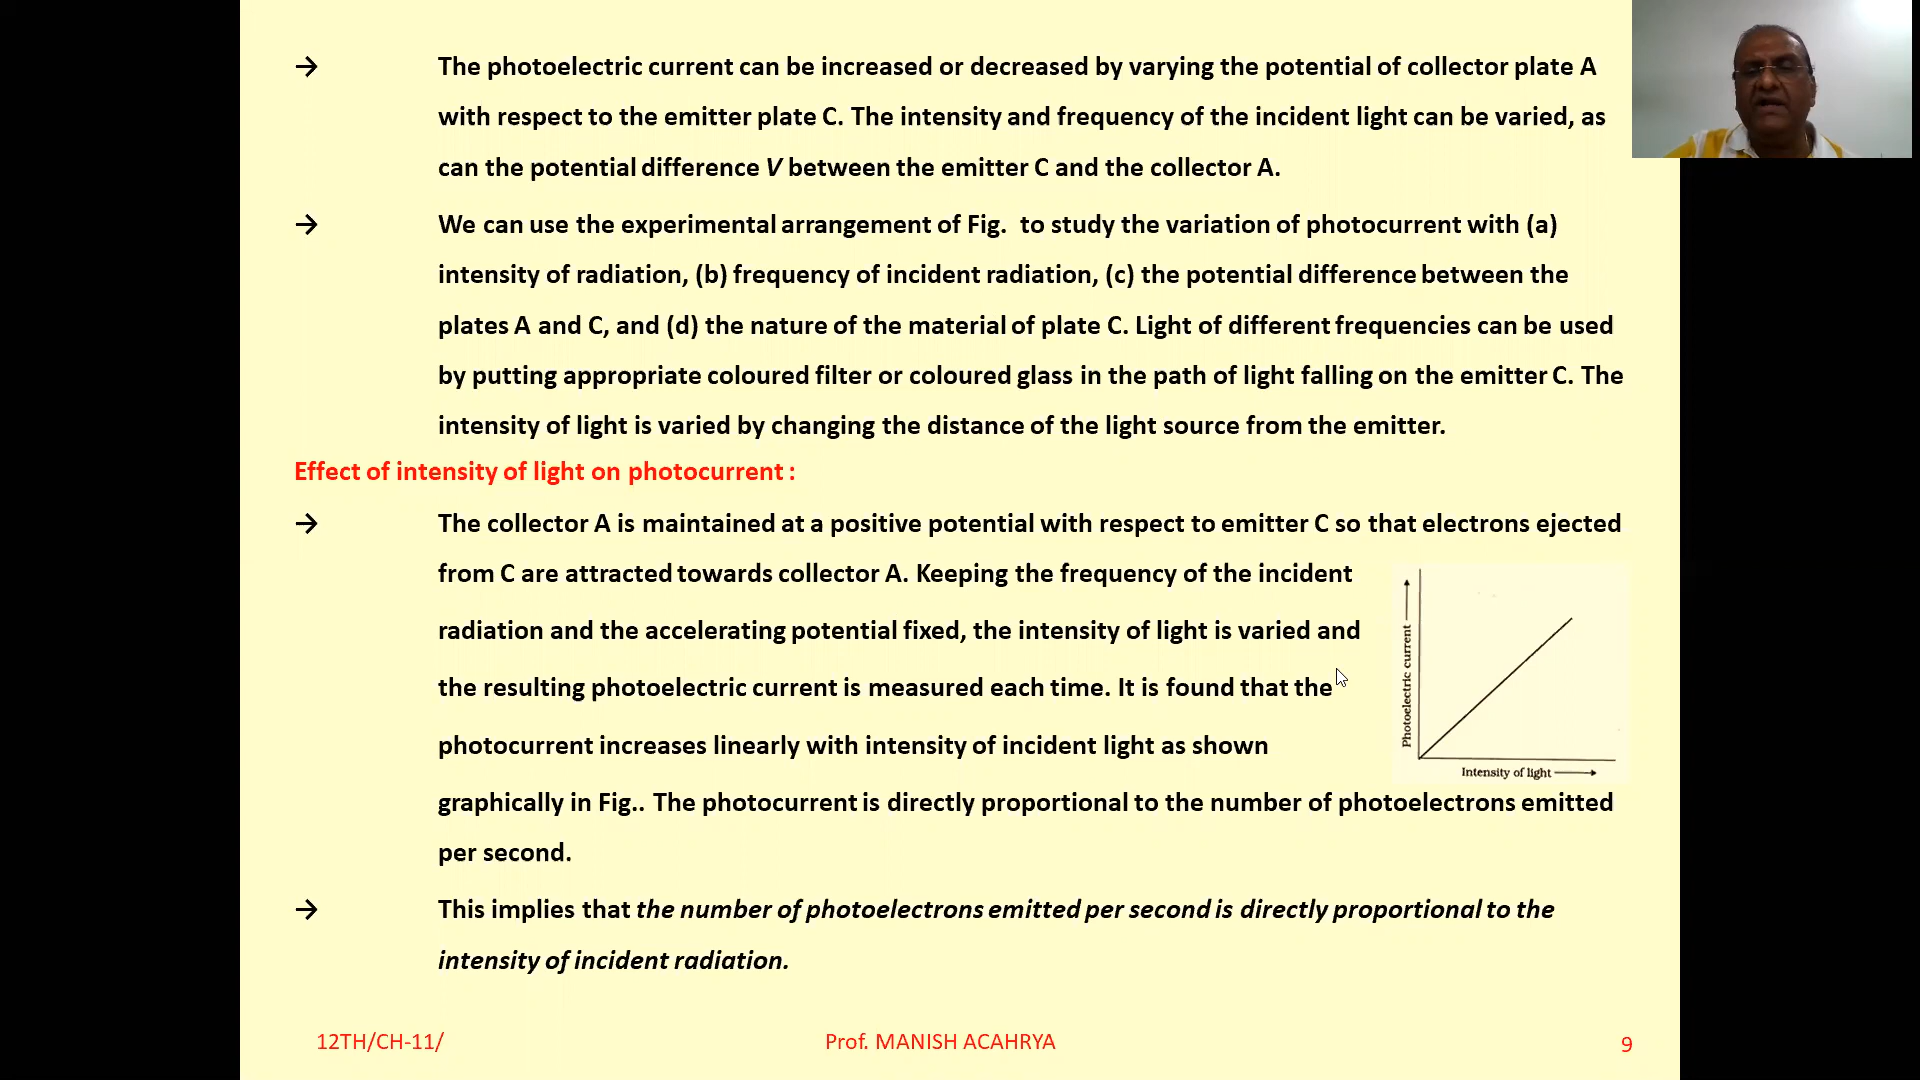 → The photoelectric current can be increased or decreased by varying the potential of collector plate A
with respect to the emitter plate C. The intensity and frequency of the incident light can be varied, as
can the potential difference V between the emitter C and the collector A.
→ We can use the experimental arrangement of Fig. to study the variation of photocurrent with (a)
intensity of radiation, (b) frequency of incident radiation, (c) the potential difference between the
plates A and C, and (d) the nature of the material of plate C. Light of different frequencies can be used
by putting appropriate coloured filter or coloured glass in the path of light falling on the emitter C. The
intensity of light is varied by changing the distance of the light source from the emitter.
Effect of intensity of light on photocurrent :
→ The collector A is maintained at a positive potential with respect to emitter C so that electrons ejected
from C are attracted towards collector A. Keeping the frequency of the incident
radiation and the accelerating potential fixed, the intensity of light is varied and
the resulting photoelectric current is measured each time. It is found that the
photocurrent increases linearly with intensity of incident light as shown
graphically in Fig.. The photocurrent is directly proportional to the number of photoelectrons emitted
per second.
Photoelectric current
Intensity of light
→ This implies that the number of photoelectrons emitted per second is directly proportional to the
intensity of incident radiation.
12TH/CH-11/
Prof. MANISH ACAHRYA
9